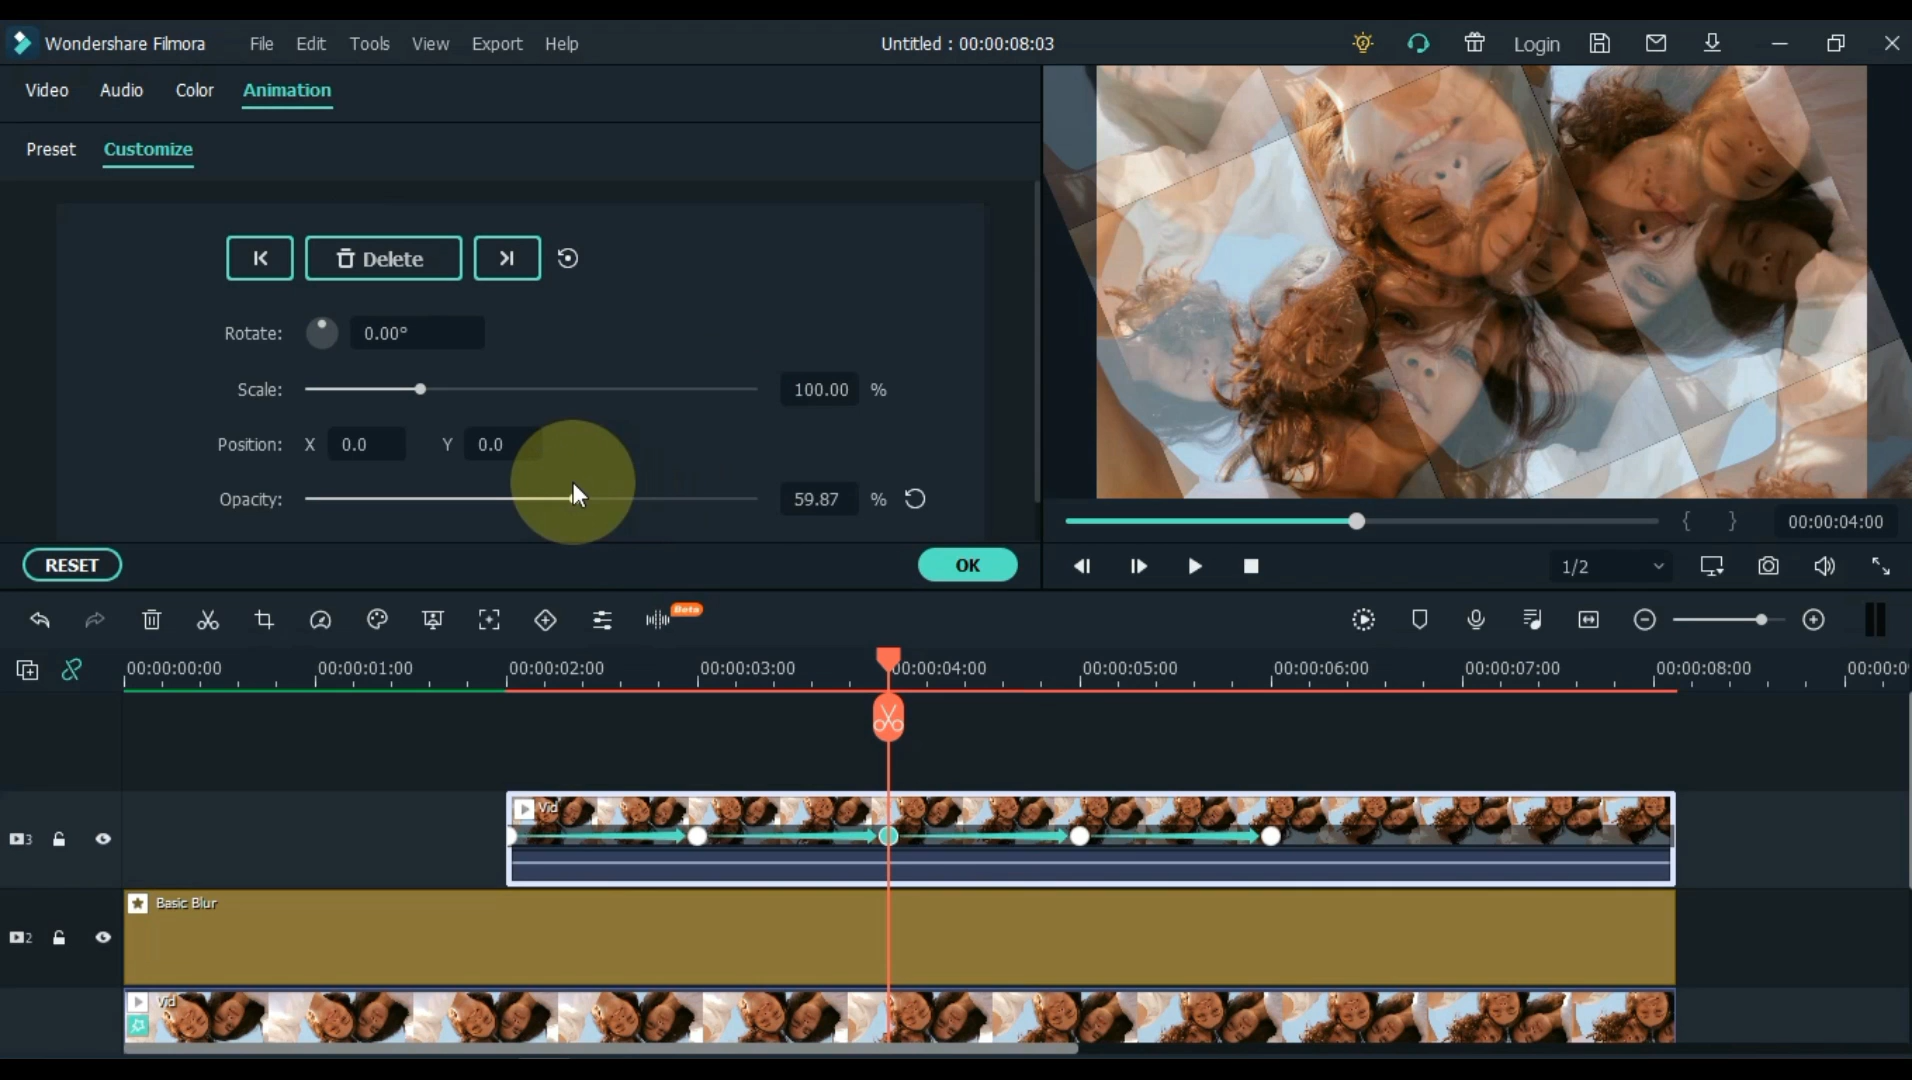 Wondershare Filmora File Edit Tools View Export Help Untitled : 00:00:08:03 Login
Video Audio Color Animation
Preset Customize
Delete
Rotate: 0.00°
Scale: 100.00 %
Position: X 0.0 Y 0.0
Opacity: 59.87 %
{ } 00:00:04:00
RESET OK 1/2
Beta
00:00:00:00 00:00:01:00 00:00:02:00 00:00:03:00 00:00:04:00 00:00:05:00 00:00:06:00 00:00:07:00 00:00:08:00 00:00:0
Vid
3
Basic Blur
2
Vid